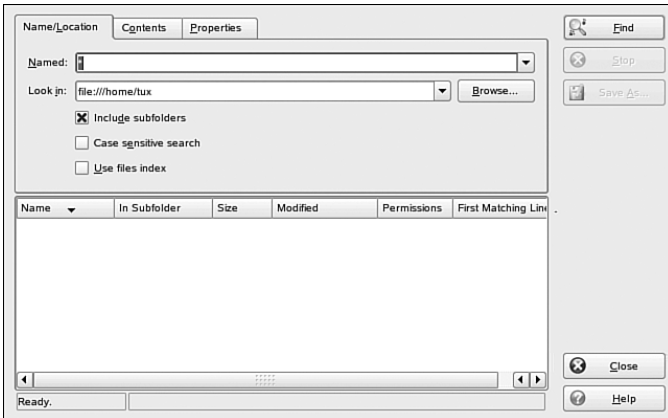 Name/Location Contents Properties
Named: *
Look in: file:///home/tux Browse...
Include subfolders
Case sensitive search
Use files index
Name In Subfolder Size Modified Permissions First Matching Line
Ready.
Find
Stop
Save As...
Close
Help